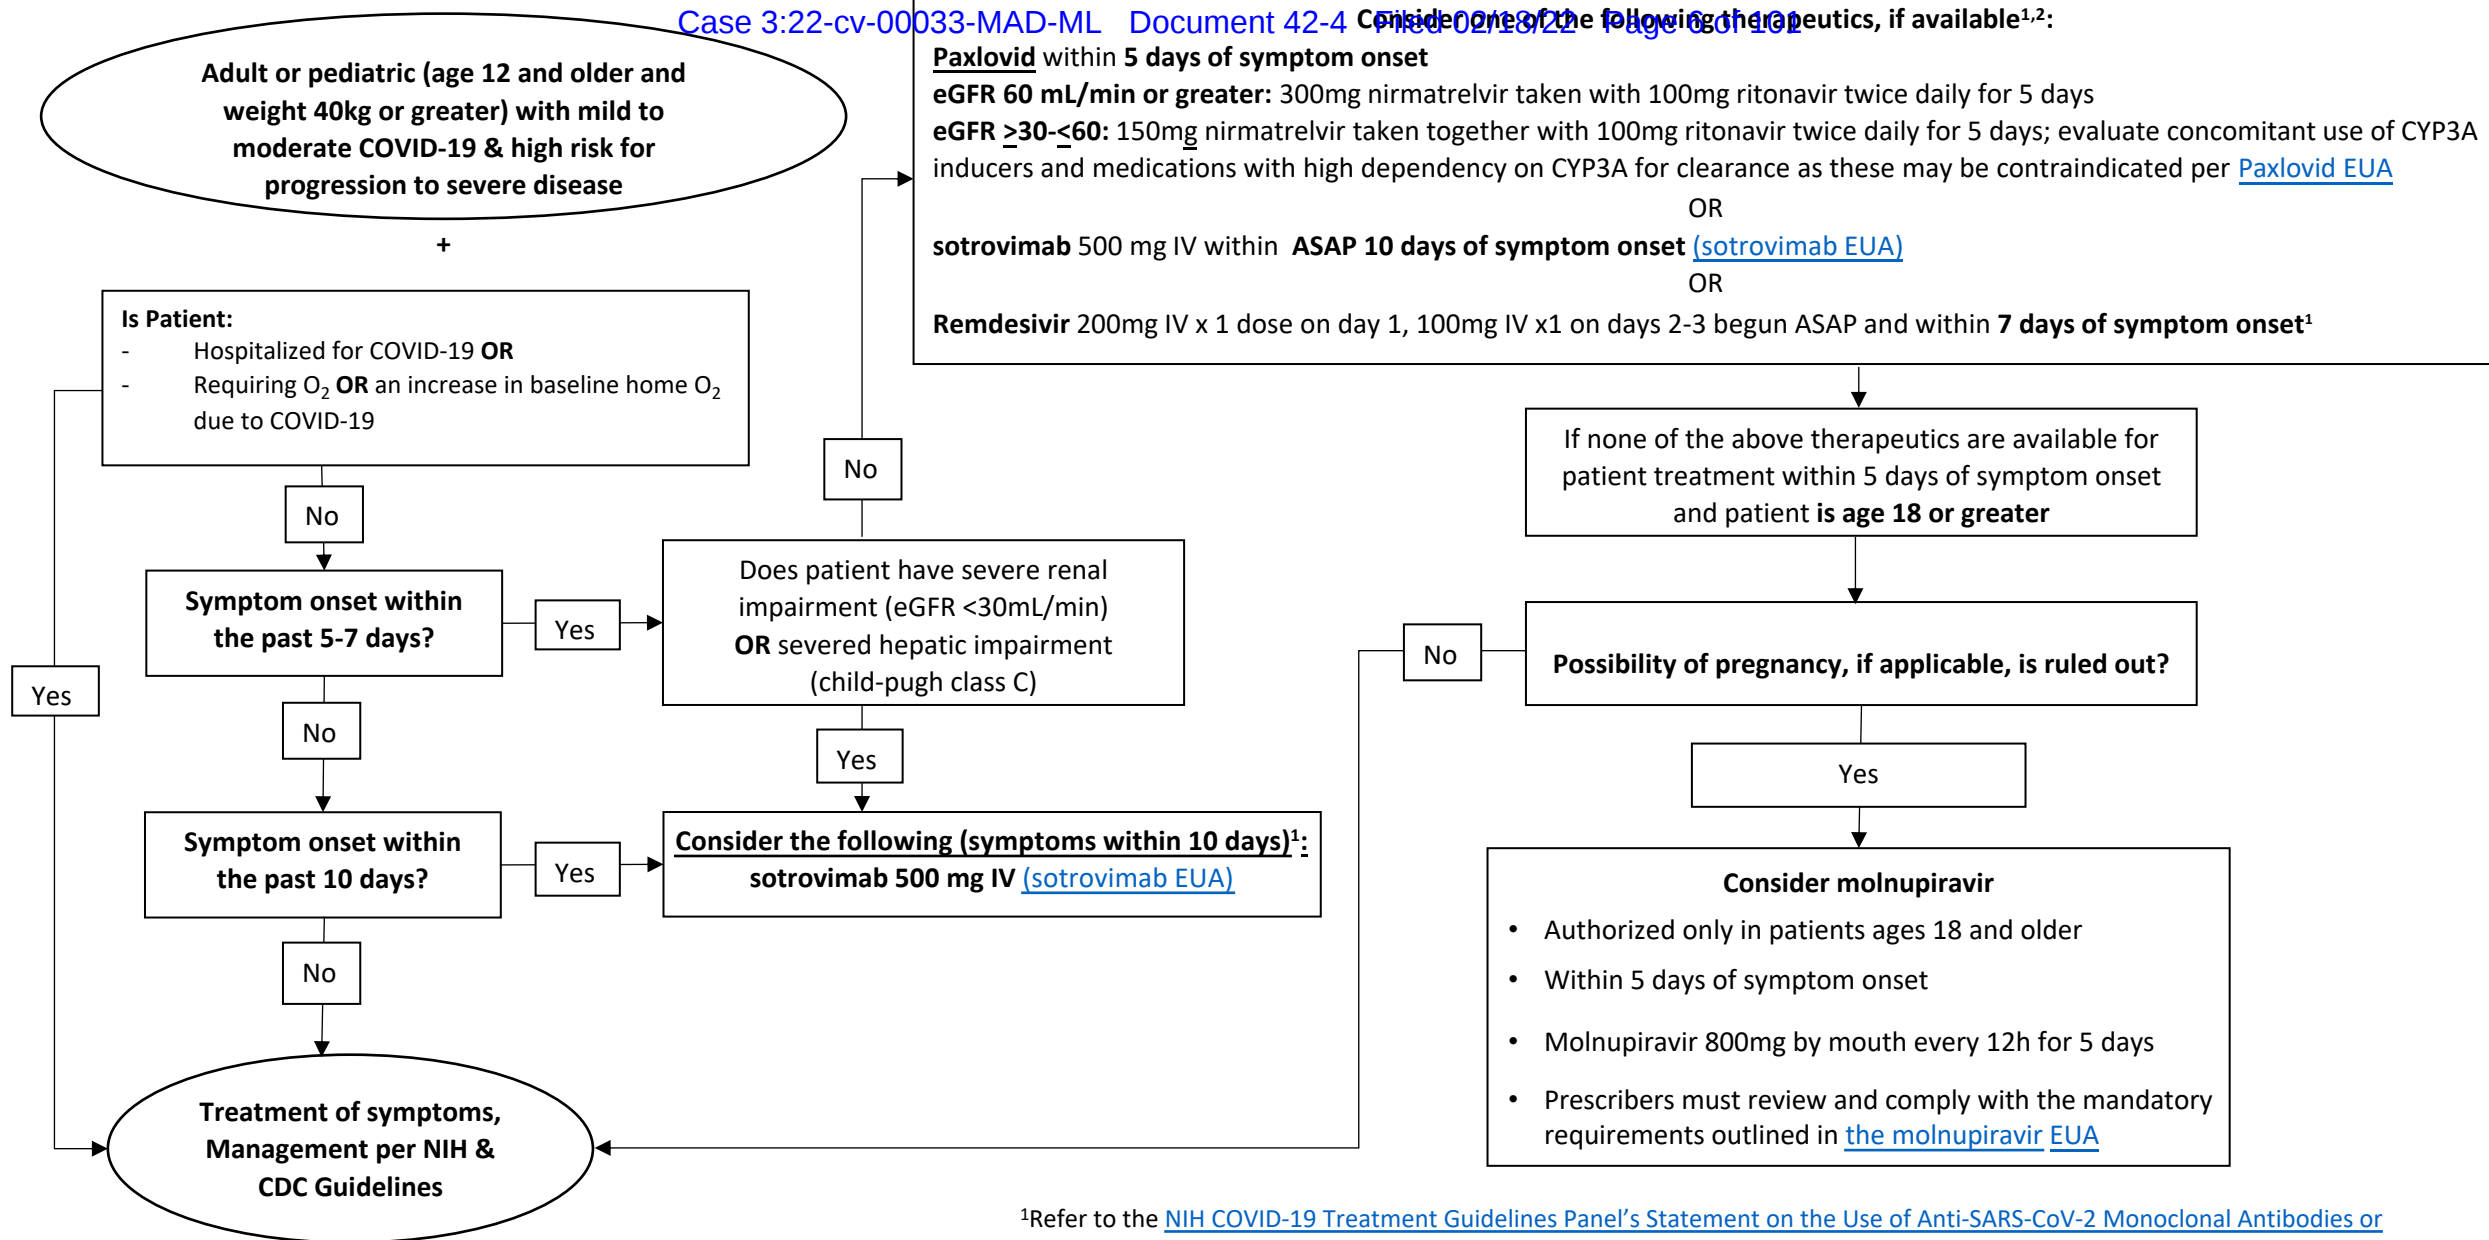 Case 3:22-cv-00033-MAD-ML Document 42-4 Filed 02/18/22 Page 6 of 101
Adult or pediatric (age 12 and older and
weight 40kg or greater) with mild to
moderate COVID-19 & high risk for
progression to severe disease
+
Is Patient:
- Hospitalized for COVID-19 OR
- Requiring O₂ OR an increase in baseline home O₂
due to COVID-19
No
Yes
Symptom onset within
the past 5-7 days?
Yes
No
Symptom onset within
the past 10 days?
Yes
No
Treatment of symptoms,
Management per NIH &
CDC Guidelines
Does patient have severe renal
impairment (eGFR <30mL/min)
OR severed hepatic impairment
(child-pugh class C)
No
Yes
Consider the following (symptoms within 10 days)¹:
sotrovimab 500 mg IV (sotrovimab EUA)
Consider one of the following therapeutics, if available¹,²:
Paxlovid within 5 days of symptom onset
eGFR 60 mL/min or greater: 300mg nirmatrelvir taken with 100mg ritonavir twice daily for 5 days
eGFR >30-<60: 150mg nirmatrelvir taken together with 100mg ritonavir twice daily for 5 days; evaluate concomitant use of CYP3A
inducers and medications with high dependency on CYP3A for clearance as these may be contraindicated per Paxlovid EUA
OR
sotrovimab 500 mg IV within ASAP 10 days of symptom onset (sotrovimab EUA)
OR
Remdesivir 200mg IV x 1 dose on day 1, 100mg IV x1 on days 2-3 begun ASAP and within 7 days of symptom onset¹
If none of the above therapeutics are available for
patient treatment within 5 days of symptom onset
and patient is age 18 or greater
Possibility of pregnancy, if applicable, is ruled out?
No
Yes
Consider molnupiravir
• Authorized only in patients ages 18 and older
• Within 5 days of symptom onset
• Molnupiravir 800mg by mouth every 12h for 5 days
• Prescribers must review and comply with the mandatory
requirements outlined in the molnupiravir EUA
¹Refer to the NIH COVID-19 Treatment Guidelines Panel's Statement on the Use of Anti-SARS-CoV-2 Monoclonal Antibodies or